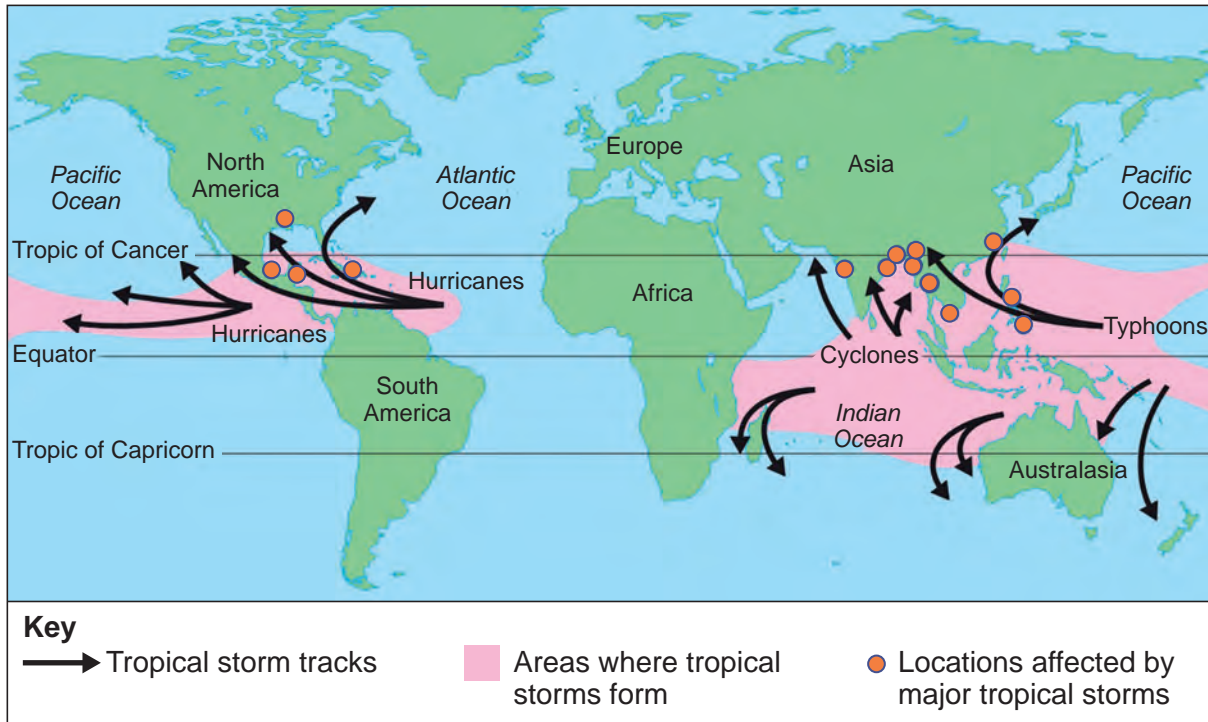 Pacific
Ocean
North
America
Atlantic
Ocean
Europe
Asia
Pacific
Ocean
Tropic of Cancer
Hurricanes
Africa
Hurricanes
Typhoons
Equator
Cyclones
South
America
Indian
Ocean
Tropic of Capricorn
Australasia
Key
Tropical storm tracks
Areas where tropical
storms form
Locations affected by
major tropical storms